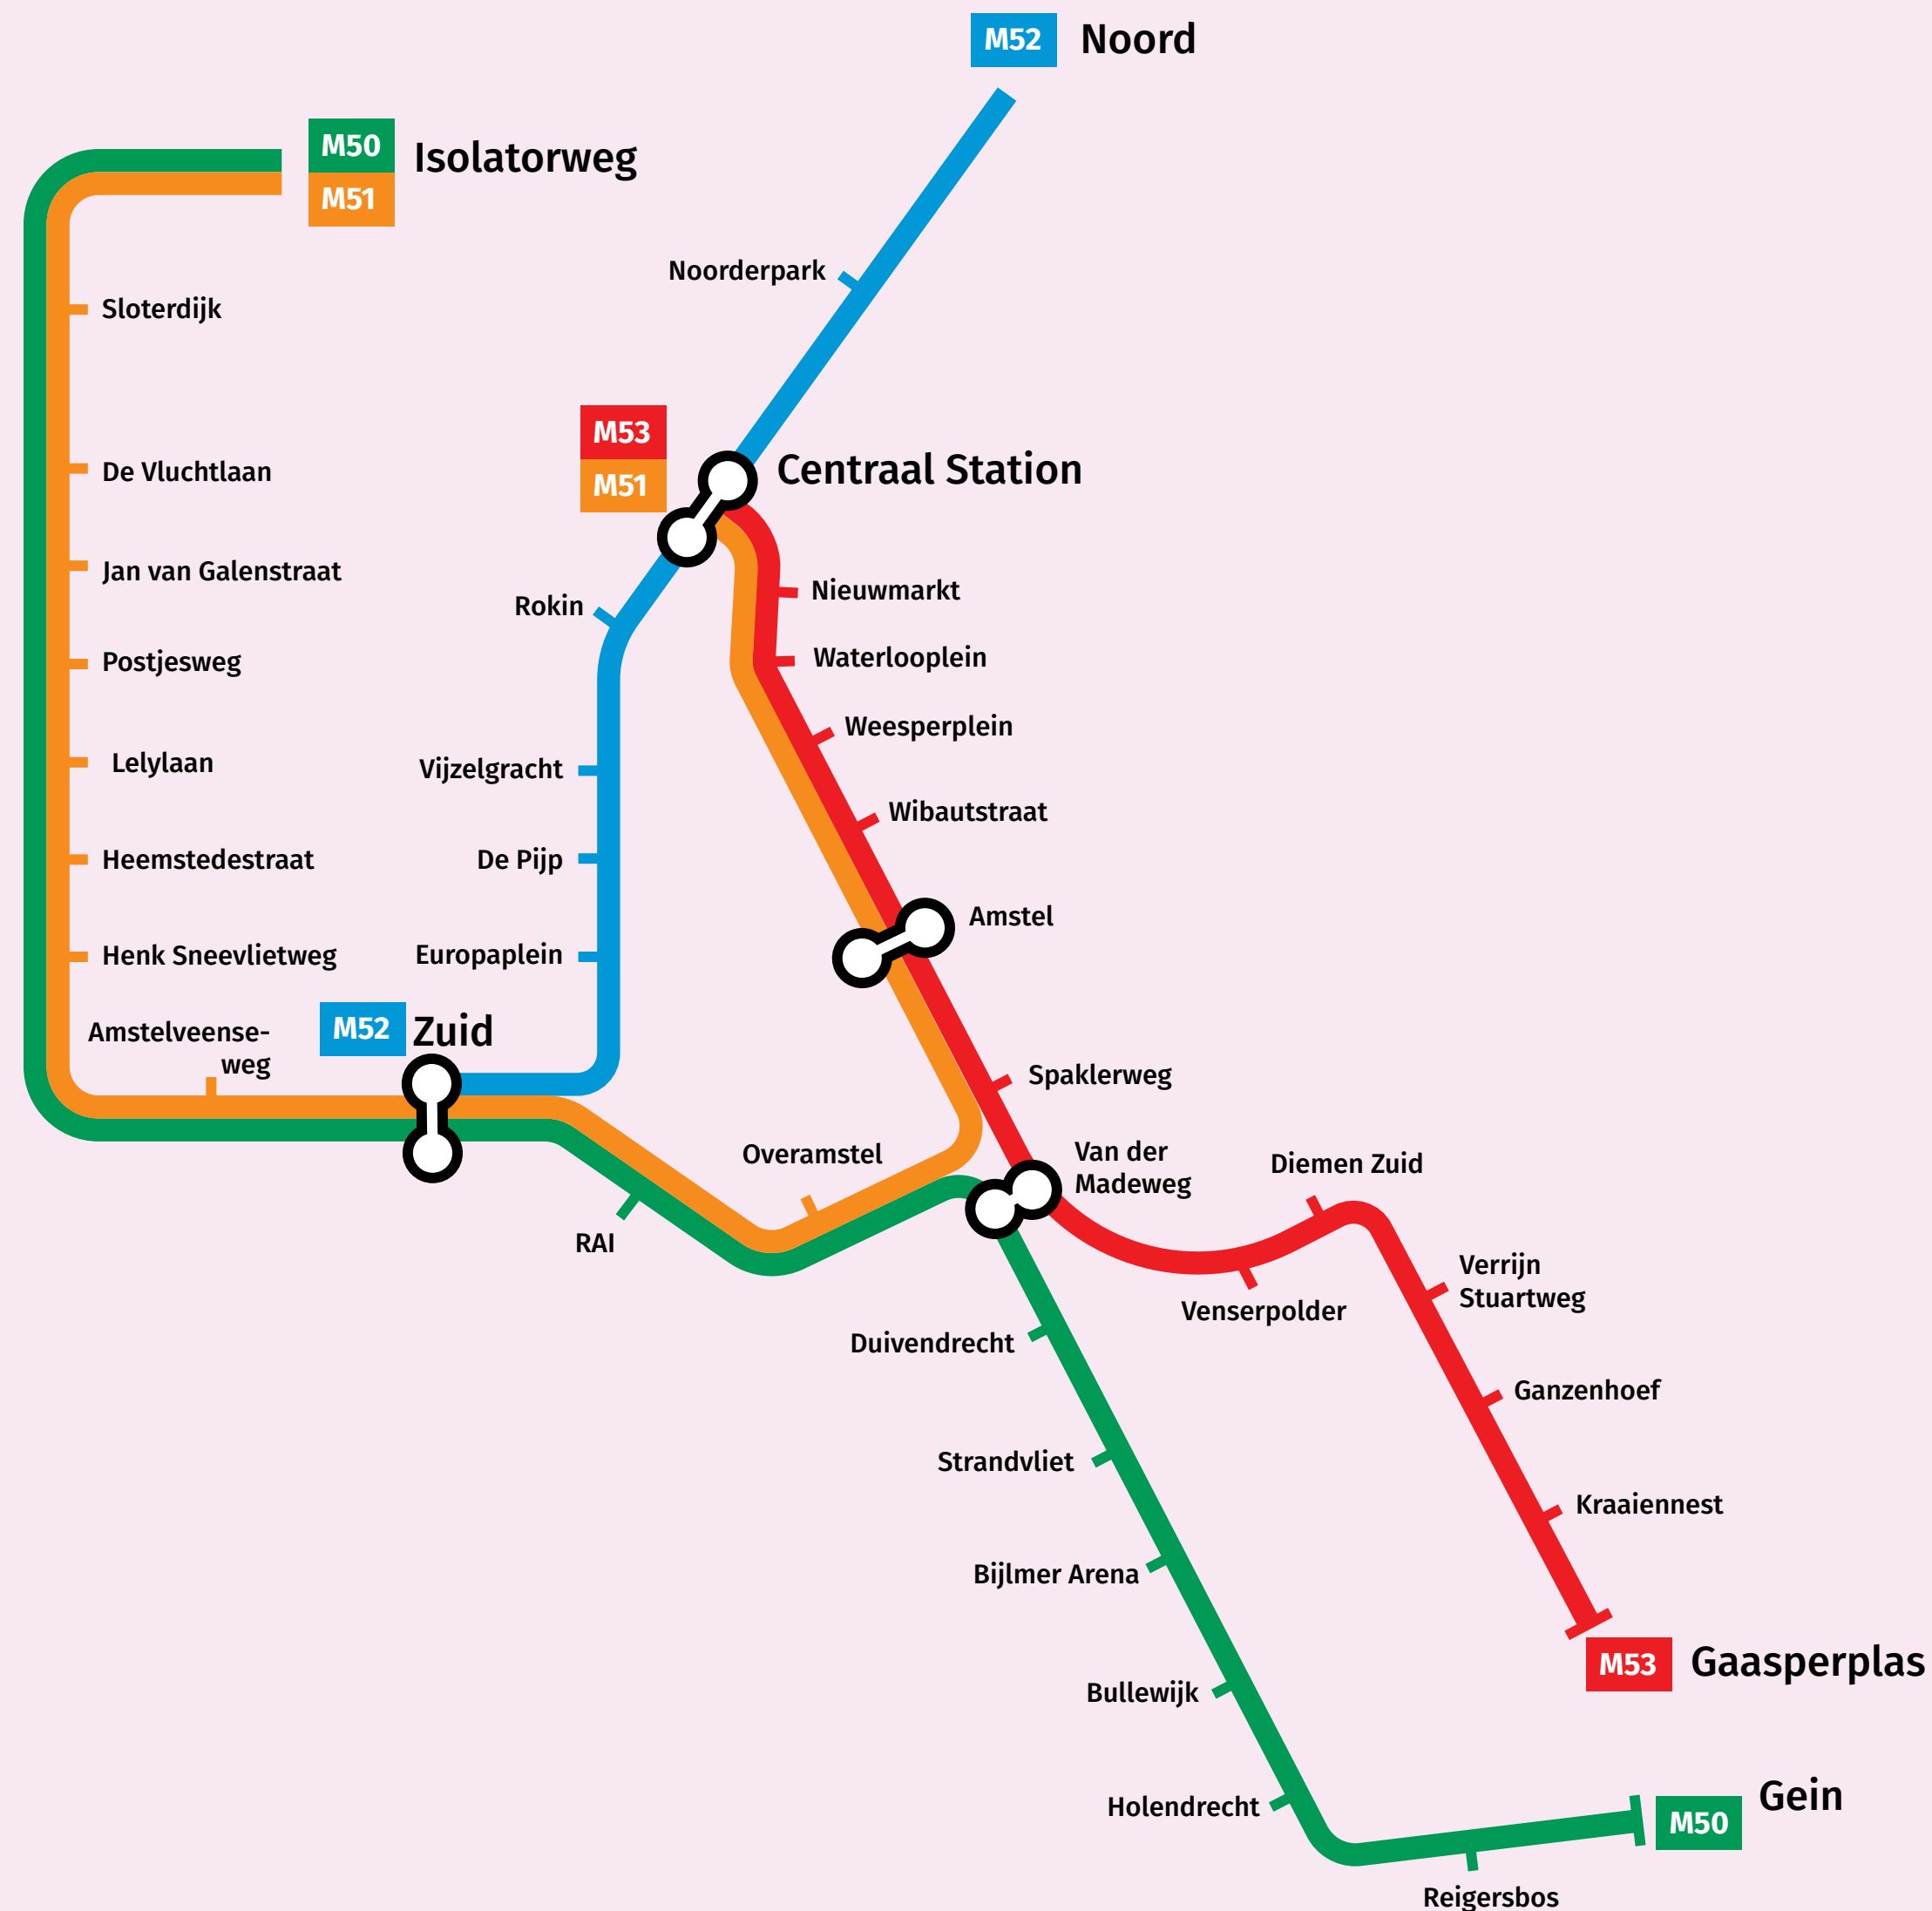 M52 Noord
M50
Isolatorweg
M51
Noorderpark
Sloterdijk
M53
Centraal Station
M51
De Vluchtlaan
Jan van Galenstraat
Nieuwmarkt
Rokin
Waterlooplein
Postjesweg
Weesperplein
Lelylaan
Vijzelgracht
Wibautstraat
Heemstedestraat
De Pijp
Amstel
Henk Sneevlietweg
Europaplein
Amstelveense-
weg
M52 Zuid
Spaklerweg
Overamstel
Van der
Madeweg
Diemen Zuid
RAI
Verrijn
Stuartweg
Venserpolder
Duivendrecht
Ganzenhoef
Strandvliet
Kraaiennest
Bijlmer Arena
M53 Gaasperplas
Bullewijk
Gein
M50
Holendrecht
Reigersbos